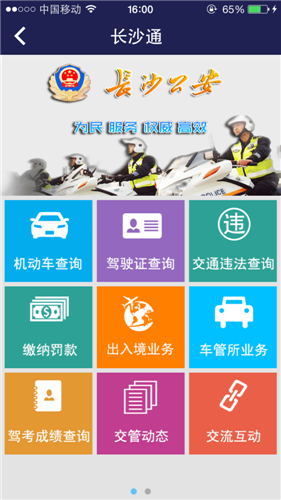 中国移动 16:00 65%
长沙通
长沙公安
为民 服务 权威 高效
POLICE
机动车查询 驾驶证查询 违 交通违法查询
缴纳罚款 出入境业务 车管所业务
驾考成绩查询 交管动态 交流互动